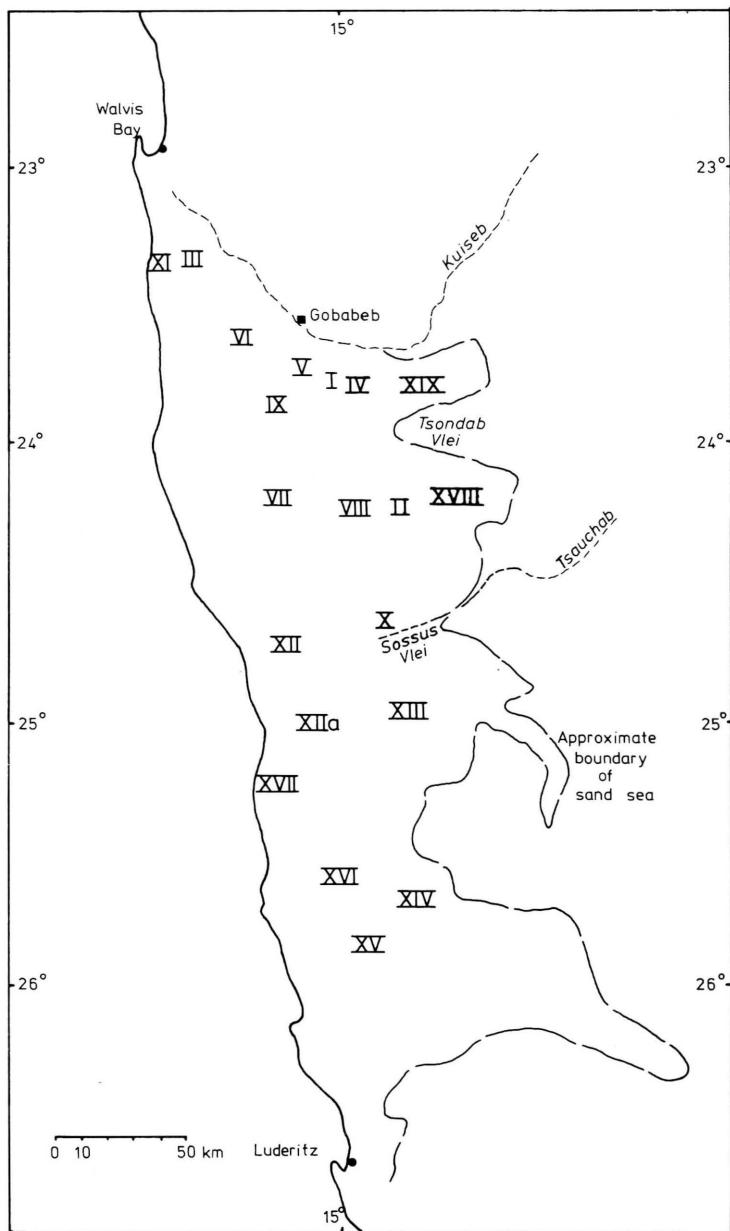 15°
Walvis
Bay
23°
23°
Kuiseb
XI
III
Gobabeb
VI
V
I
IV
XIX
IX
Tsondab
Vlei
24°
24°
VII
VIII
II
XVIII
Tsauchab
X
Sossus
Vlei
XII
XIII
XIIa
25°
25°
Approximate
boundary
of
sand sea
XVII
XVI
XIV
XV
26°
26°
0 10 50 km
Luderitz
15°